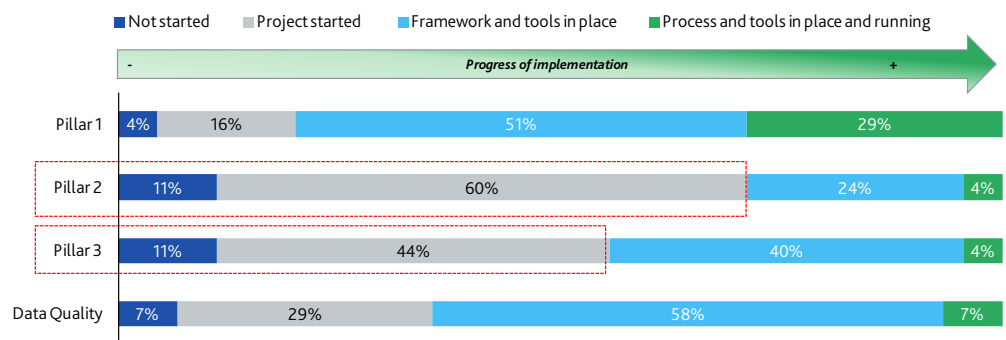 Not started Project started Framework and tools in place Process and tools in place and running
- Progress of implementation +
Pillar 1 4% 16% 51% 29%
Pillar 2 11% 60% 24% 4%
Pillar 3 11% 44% 40% 4%
Data Quality 7% 29% 58% 7%